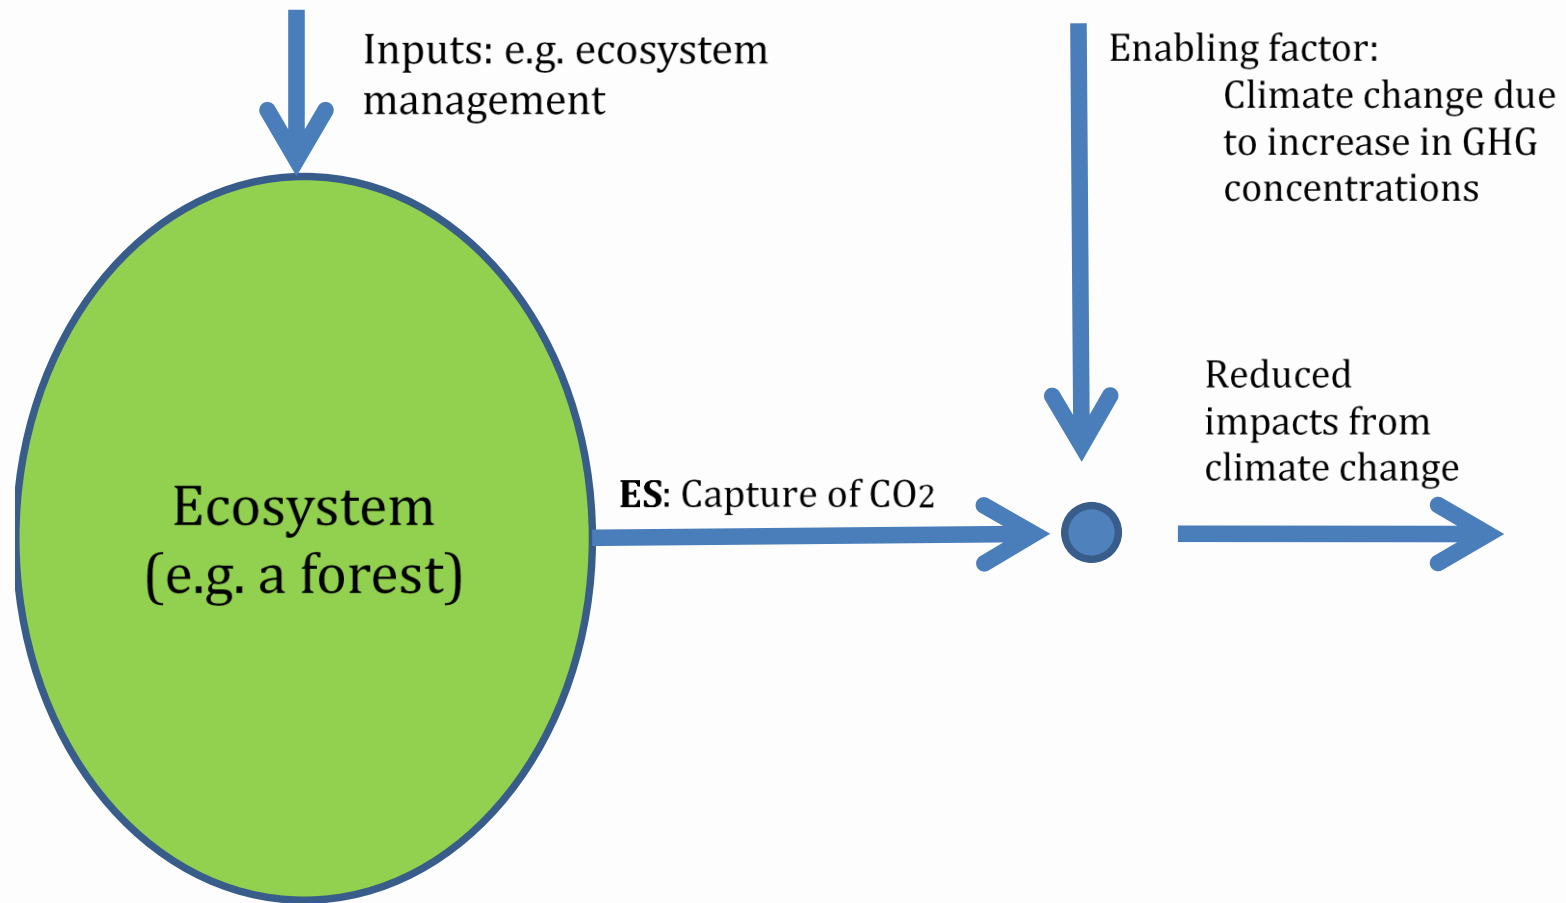 Inputs: e.g. ecosystem
management
Enabling factor:
Climate change due
to increase in GHG
concentrations
Reduced
impacts from
climate change
ES: Capture of CO2
Ecosystem
(e.g. a forest)